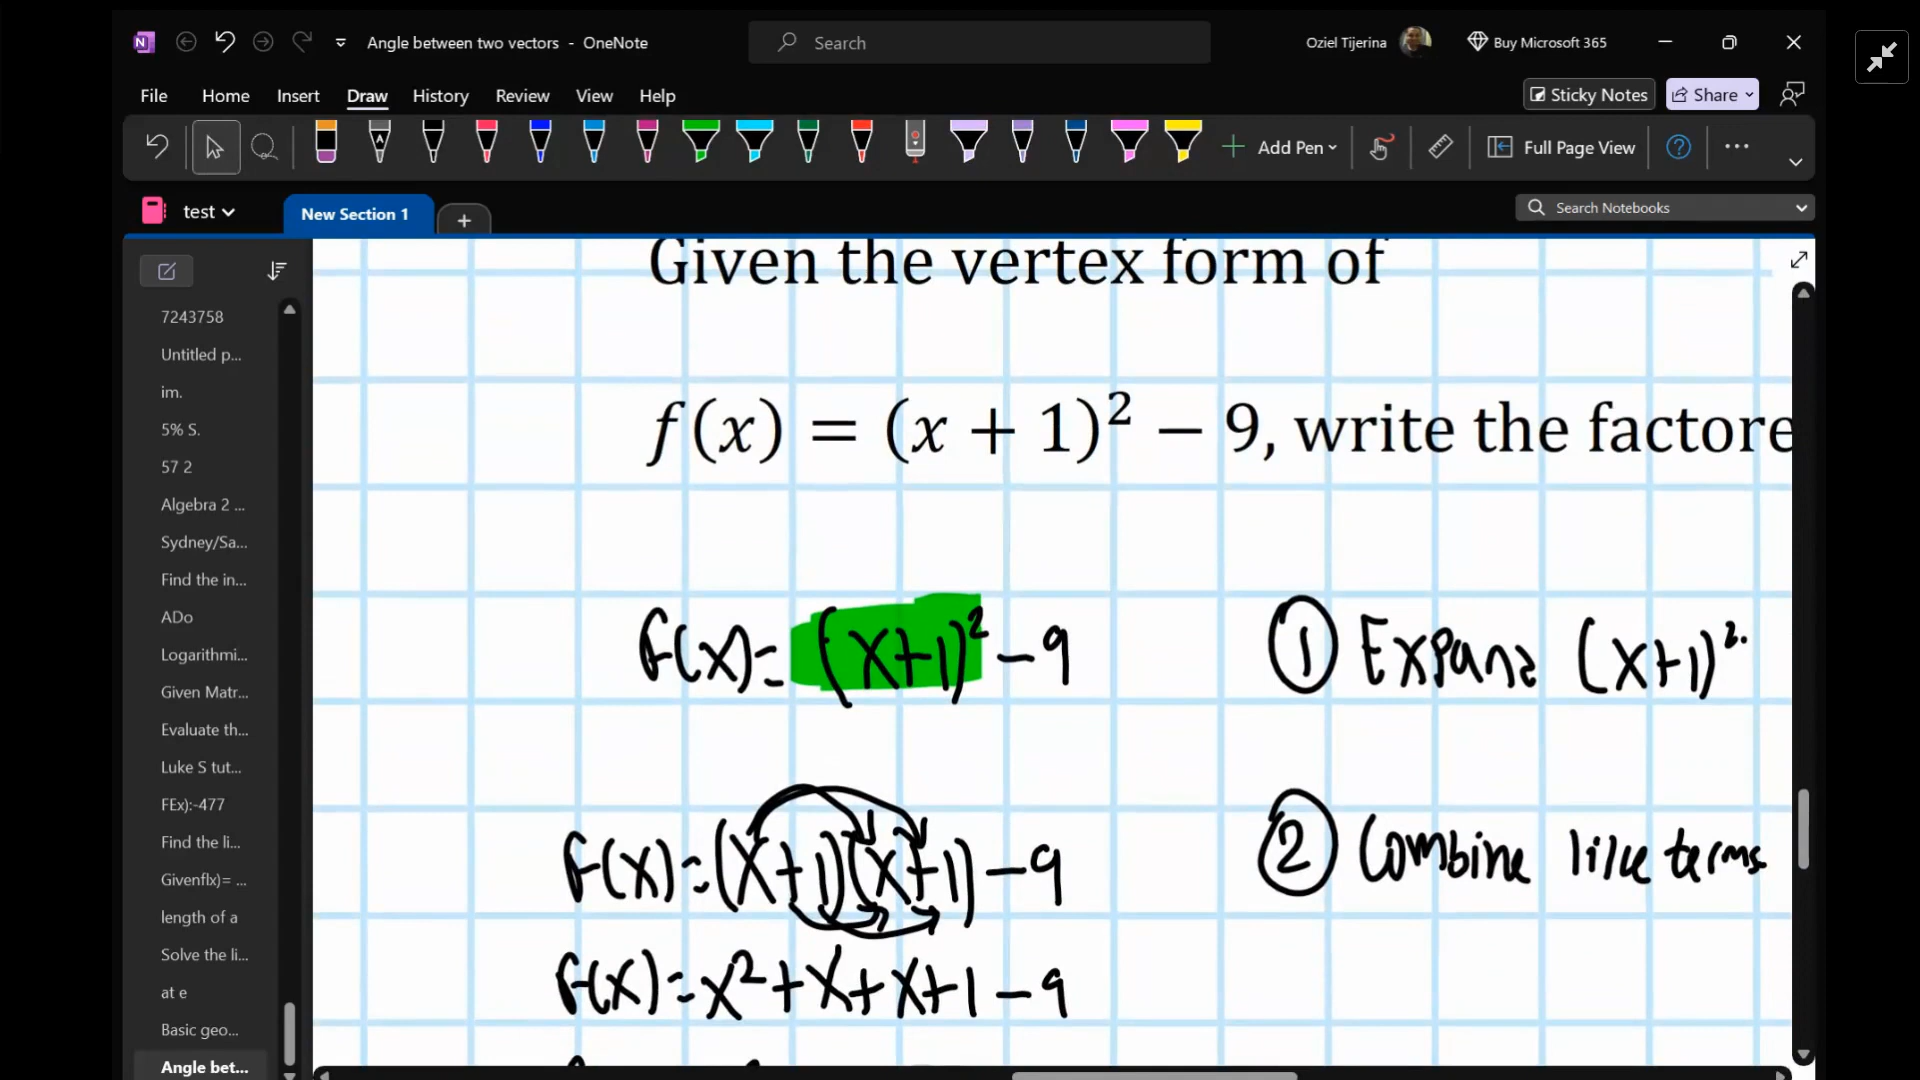 Angle between two vectors - OneNote
Search
Oziel Tijerina
Buy Microsoft 365
File Home Insert Draw History Review View Help
Sticky Notes
Share
A
Add Pen
Full Page View
test
New Section 1
Search Notebooks
7243758
Untitled p...
im.
5% S.
57 2
Algebra 2 ...
Sydney/Sa...
Find the in...
ADo
Logarithmi...
Given Matr...
Evaluate th...
Luke S tut...
FEx):-477
Find the li...
Givenflx)= ...
length of a
Solve the li...
at e
Basic geo...
Angle bet...
Given the vertex form of
f(x) = (x + 1)² − 9, write the factore
f(x)= (x+1)² -9
① Expand (x+1)².
f(x)=(x+1)(x+1)-9
② Combine like terms
f(x)=x²+x+x+1-9